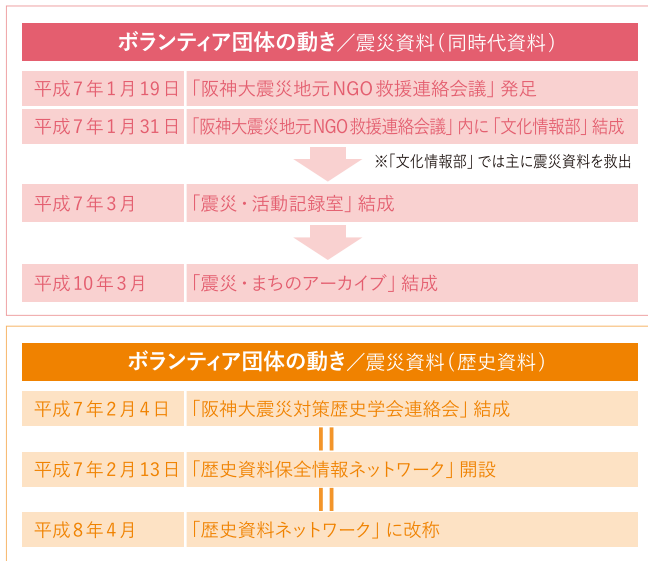 ボランティア団体の動き／震災資料（同時代資料）
平成7年1月19日 「阪神大震災地元NGO救援連絡会議」発足
平成7年1月31日 「阪神大震災地元NGO救援連絡会議」内に「文化情報部」結成
※「文化情報部」では主に震災資料を救出
平成7年3月 「震災・活動記録室」結成
平成10年3月 「震災・まちのアーカイブ」結成
ボランティア団体の動き／震災資料（歴史資料）
平成7年2月4日 「阪神大震災対策歴史学会連絡会」結成
平成7年2月13日 「歴史資料保全情報ネットワーク」開設
平成8年4月 「歴史資料ネットワーク」に改称